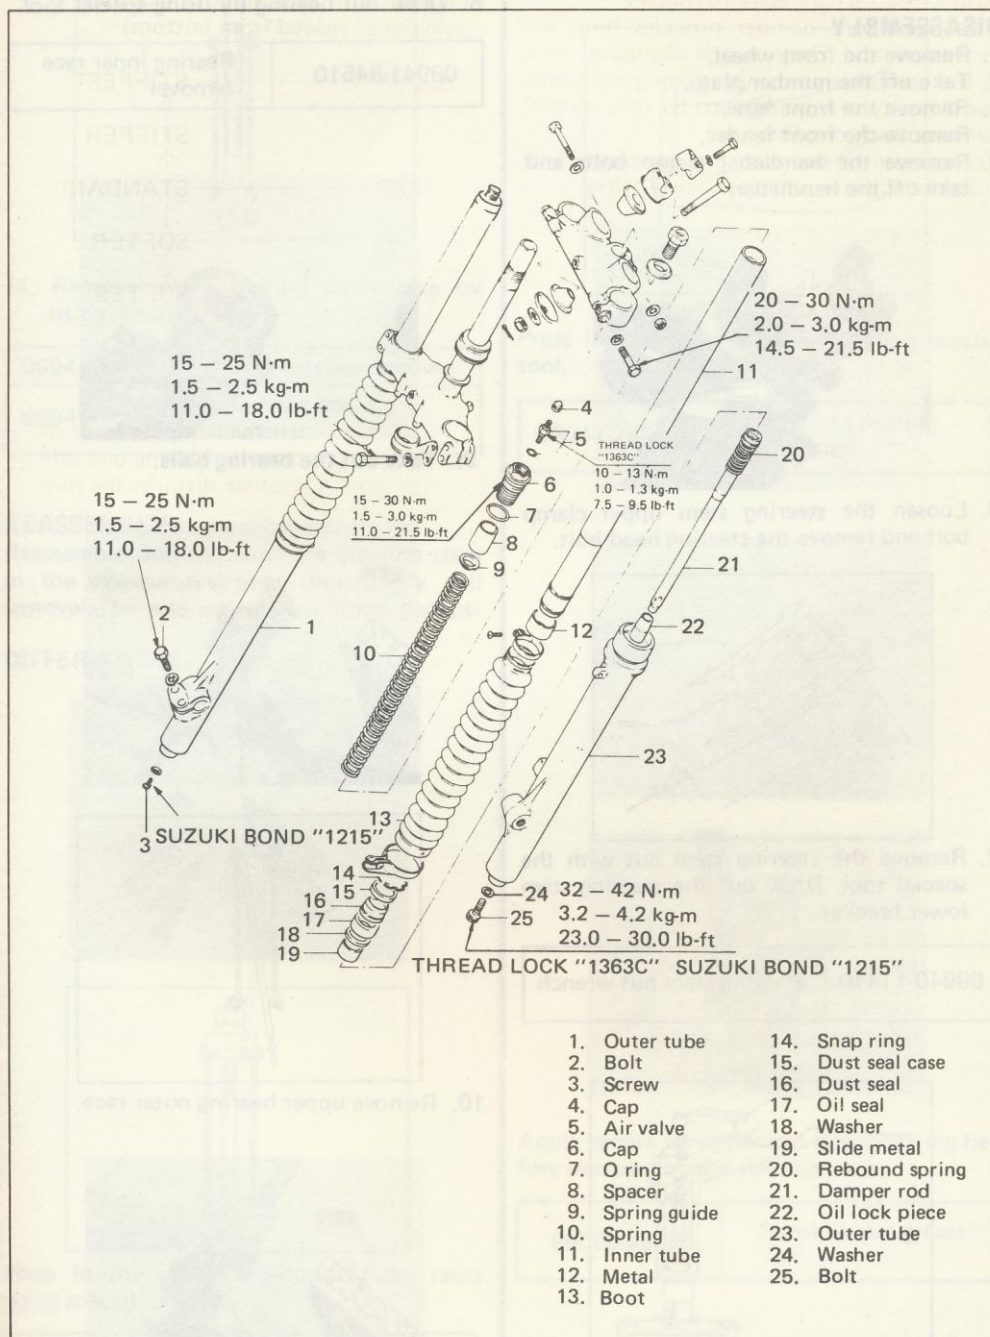 20 – 30 N·m
2.0 – 3.0 kg-m
14.5 – 21.5 lb-ft
15 – 25 N·m
1.5 – 2.5 kg-m
11.0 – 18.0 lb-ft
11
4
5
THREAD LOCK
"1363C"
10 – 13 N·m
1.0 – 1.3 kg-m
7.5 – 9.5 lb-ft
20
6
15 – 25 N·m
1.5 – 2.5 kg-m
11.0 – 18.0 lb-ft
15 – 30 N·m
1.5 – 3.0 kg-m
11.0 – 21.5 lb-ft
7
8
9
21
2
1
10
12
22
23
13
3 SUZUKI BOND "1215"
14
15
16
17
18
19
24
25
32 – 42 N·m
3.2 – 4.2 kg-m
23.0 – 30.0 lb-ft
THREAD LOCK "1363C" SUZUKI BOND "1215"
1. Outer tube
2. Bolt
3. Screw
4. Cap
5. Air valve
6. Cap
7. O ring
8. Spacer
9. Spring guide
10. Spring
11. Inner tube
12. Metal
13. Boot
14. Snap ring
15. Dust seal case
16. Dust seal
17. Oil seal
18. Washer
19. Slide metal
20. Rebound spring
21. Damper rod
22. Oil lock piece
23. Outer tube
24. Washer
25. Bolt